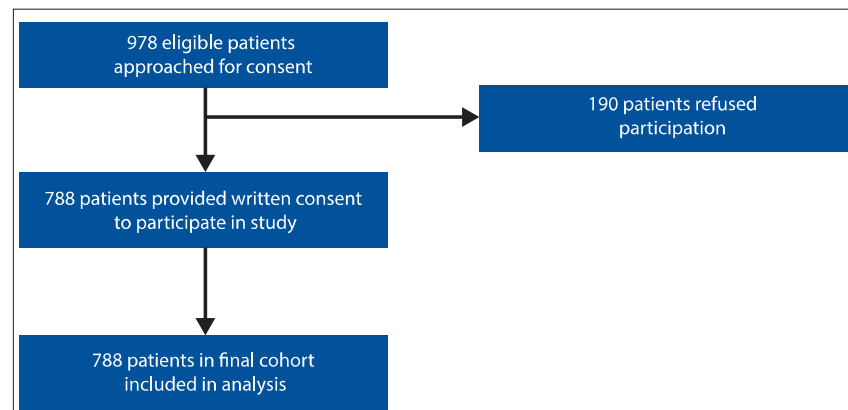 978 eligible patients
approached for consent
190 patients refused
participation
788 patients provided written consent
to participate in study
788 patients in final cohort
included in analysis